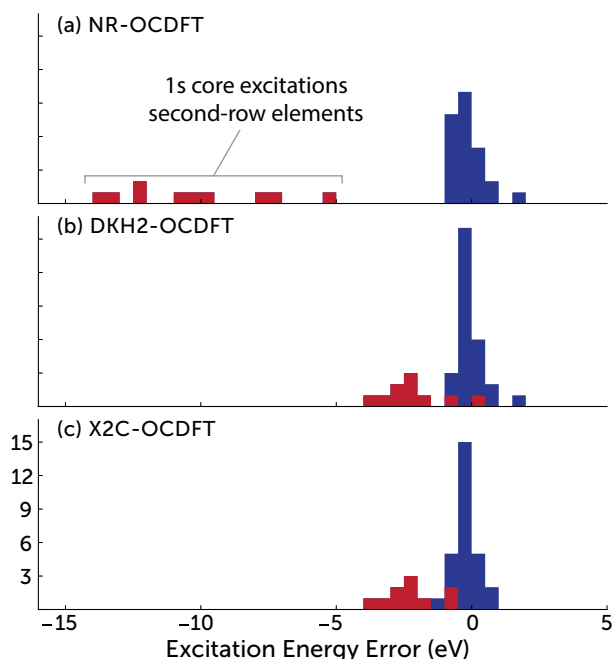 (a) NR-OCDFT
1s core excitations
second-row elements
(b) DKH2-OCDFT
(c) X2C-OCDFT
15
12
9
6
3
−15 −10 −5 0 5
Excitation Energy Error (eV)